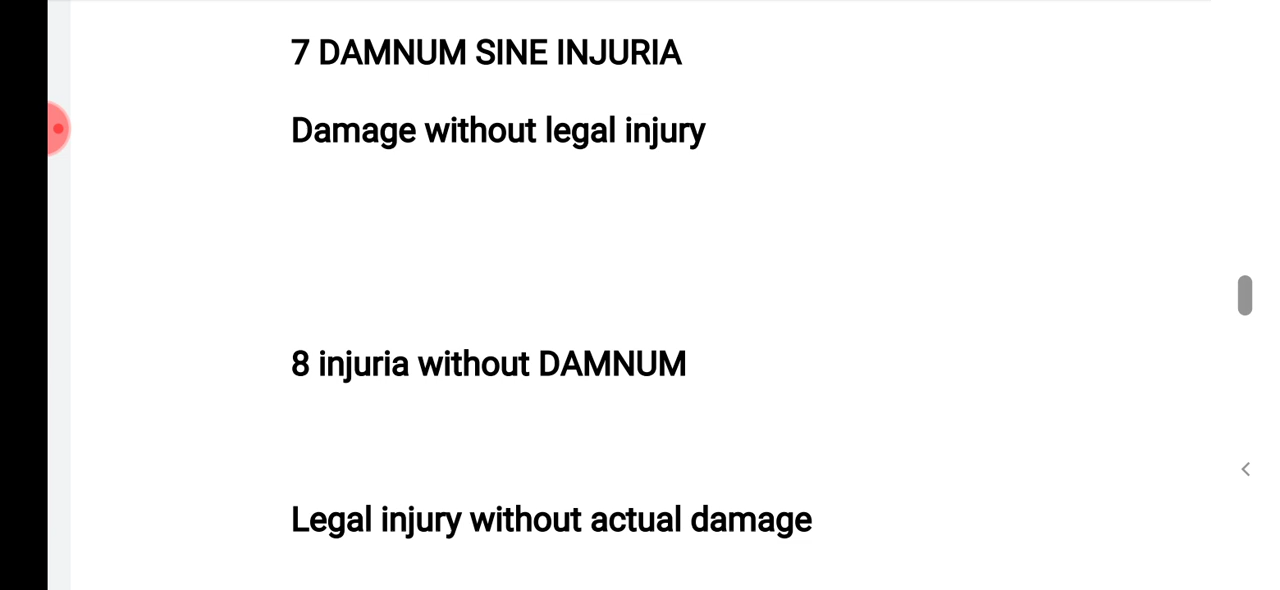 7 DAMNUM SINE INJURIA
Damage without legal injury
8 injuria without DAMNUM
Legal injury without actual damage